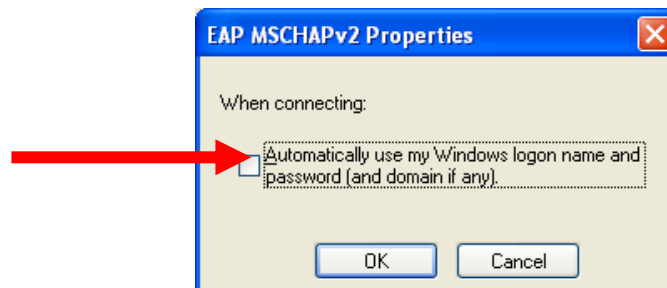 EAP MSCHAPv2 Properties
When connecting:
Automatically use my Windows logon name and
password (and domain if any).
OK
Cancel